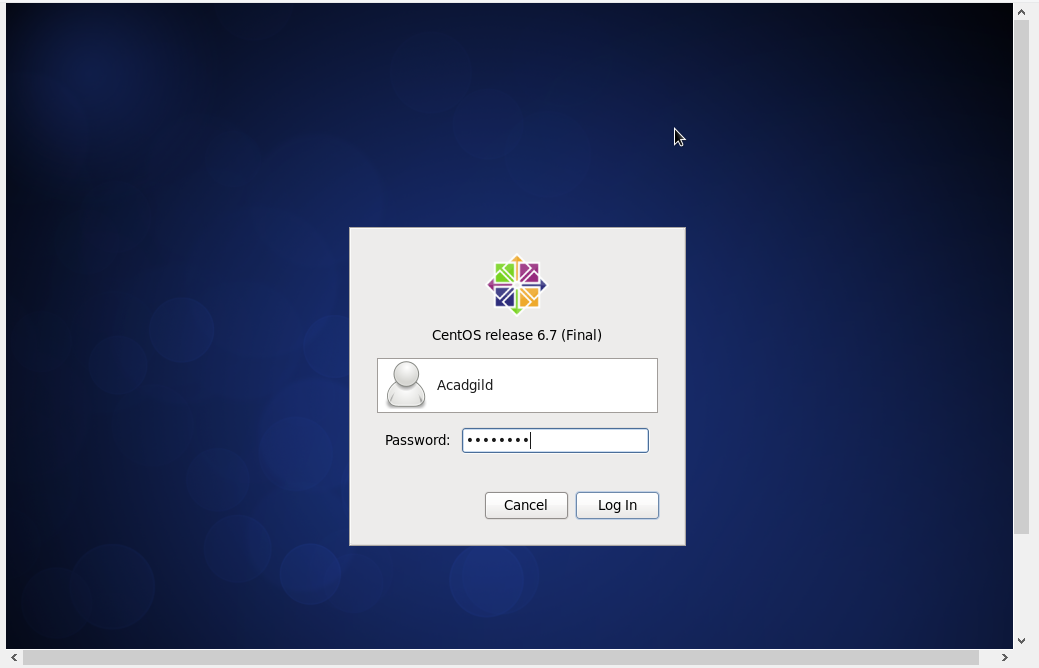 CentOS release 6.7 (Final)
Acadgild
Password: ••••••••
Cancel Log In